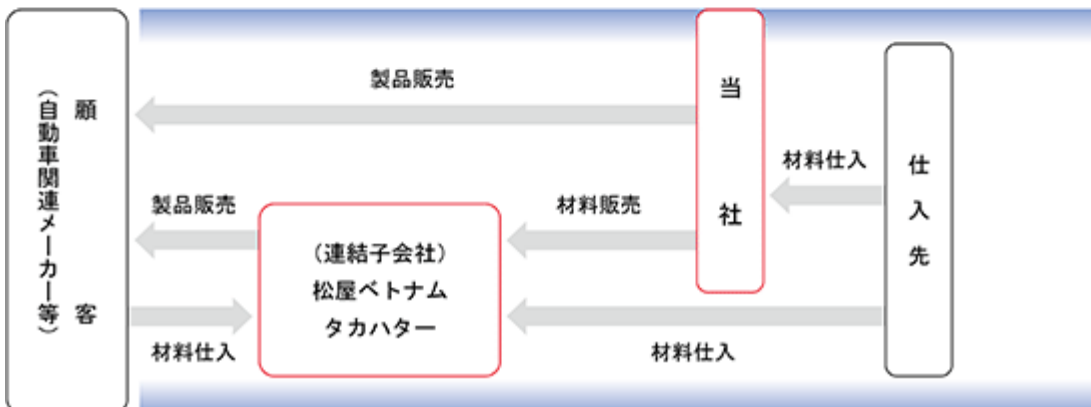 顧客
（自動車関連メーカー等）
製品販売
当社
材料仕入
仕入先
製品販売
材料販売
（連結子会社）
松屋ベトナム
タカハター
材料仕入
材料仕入